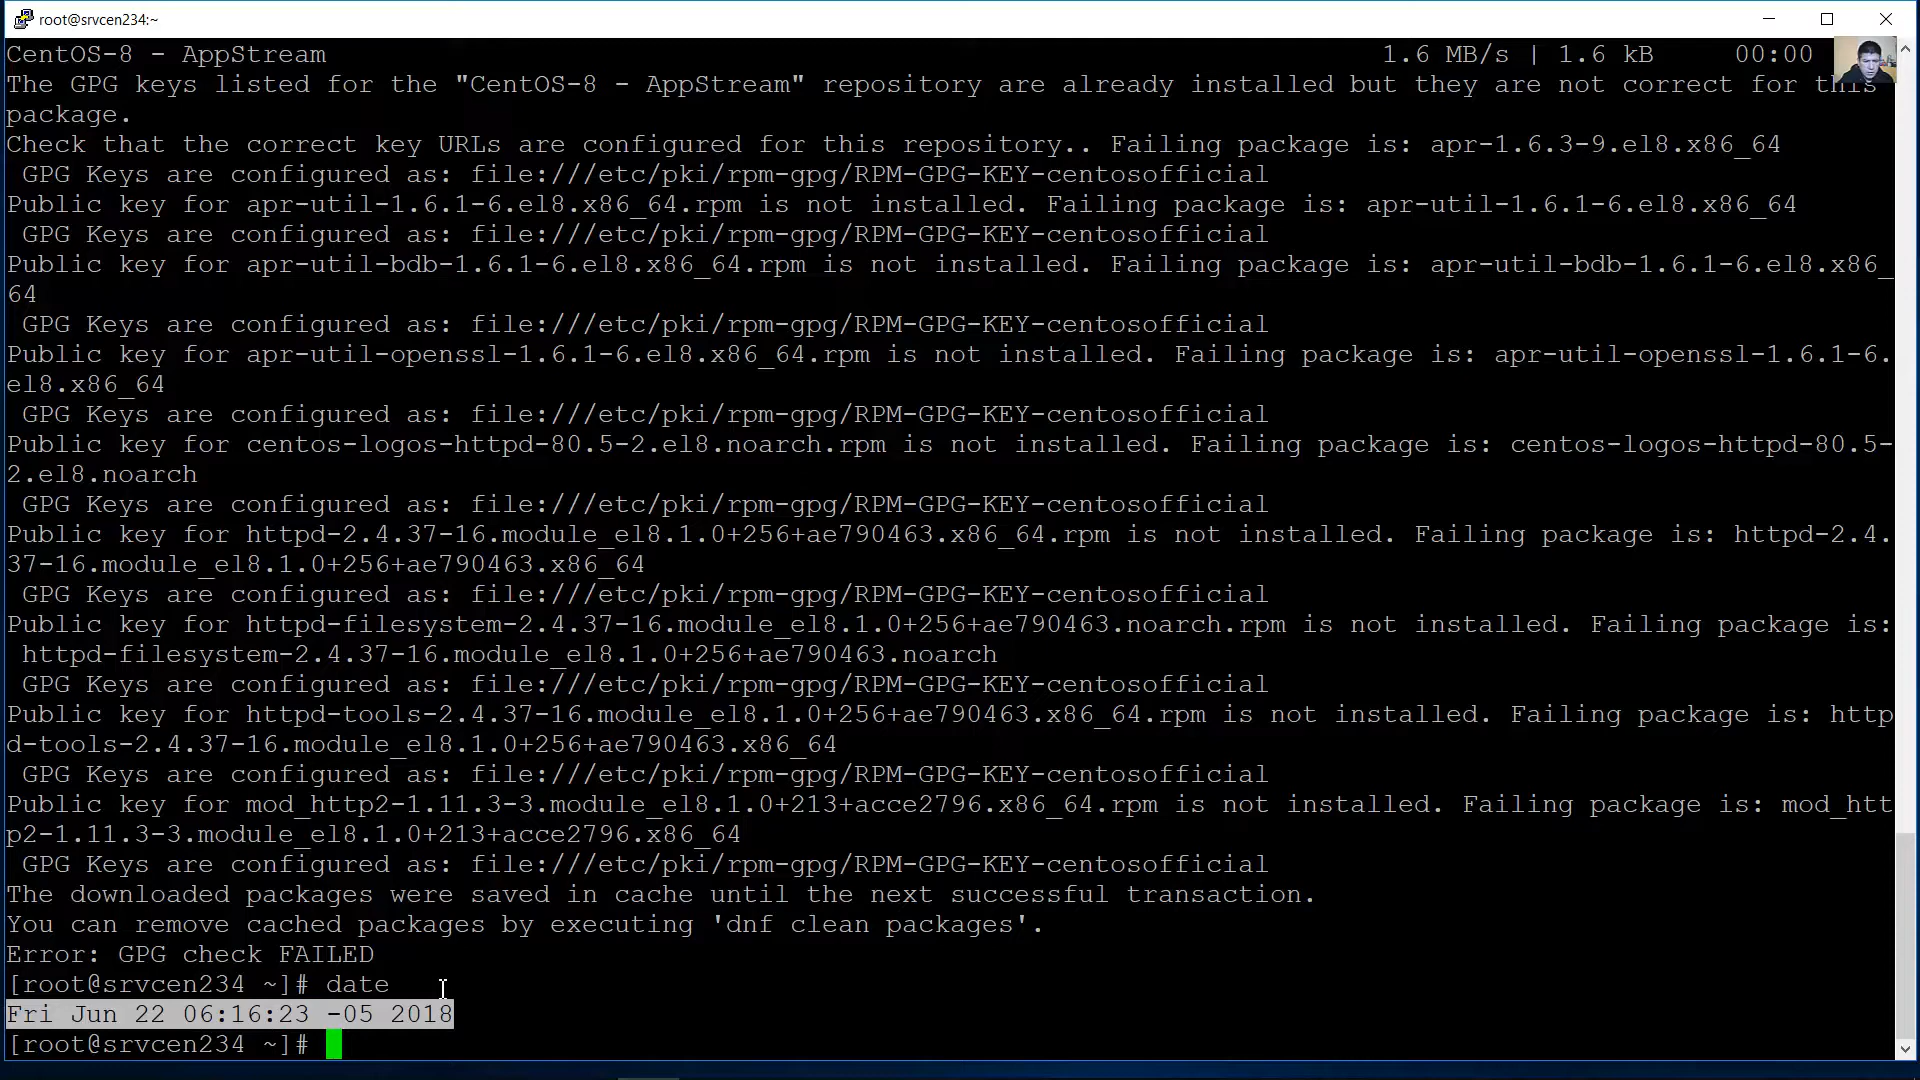 root@srvcen234:~
CentOS-8 - AppStream 1.6 MB/s | 1.6 kB 00:00
The GPG keys listed for the "CentOS-8 - AppStream" repository are already installed but they are not correct for this
package.
Check that the correct key URLs are configured for this repository.. Failing package is: apr-1.6.3-9.el8.x86_64
 GPG Keys are configured as: file:///etc/pki/rpm-gpg/RPM-GPG-KEY-centosofficial
Public key for apr-util-1.6.1-6.el8.x86_64.rpm is not installed. Failing package is: apr-util-1.6.1-6.el8.x86_64
 GPG Keys are configured as: file:///etc/pki/rpm-gpg/RPM-GPG-KEY-centosofficial
Public key for apr-util-bdb-1.6.1-6.el8.x86_64.rpm is not installed. Failing package is: apr-util-bdb-1.6.1-6.el8.x86_
64
 GPG Keys are configured as: file:///etc/pki/rpm-gpg/RPM-GPG-KEY-centosofficial
Public key for apr-util-openssl-1.6.1-6.el8.x86_64.rpm is not installed. Failing package is: apr-util-openssl-1.6.1-6.
el8.x86_64
 GPG Keys are configured as: file:///etc/pki/rpm-gpg/RPM-GPG-KEY-centosofficial
Public key for centos-logos-httpd-80.5-2.el8.noarch.rpm is not installed. Failing package is: centos-logos-httpd-80.5-
2.el8.noarch
 GPG Keys are configured as: file:///etc/pki/rpm-gpg/RPM-GPG-KEY-centosofficial
Public key for httpd-2.4.37-16.module_el8.1.0+256+ae790463.x86_64.rpm is not installed. Failing package is: httpd-2.4.
37-16.module_el8.1.0+256+ae790463.x86_64
 GPG Keys are configured as: file:///etc/pki/rpm-gpg/RPM-GPG-KEY-centosofficial
Public key for httpd-filesystem-2.4.37-16.module_el8.1.0+256+ae790463.noarch.rpm is not installed. Failing package is:
 httpd-filesystem-2.4.37-16.module_el8.1.0+256+ae790463.noarch
 GPG Keys are configured as: file:///etc/pki/rpm-gpg/RPM-GPG-KEY-centosofficial
Public key for httpd-tools-2.4.37-16.module_el8.1.0+256+ae790463.x86_64.rpm is not installed. Failing package is: http
d-tools-2.4.37-16.module_el8.1.0+256+ae790463.x86_64
 GPG Keys are configured as: file:///etc/pki/rpm-gpg/RPM-GPG-KEY-centosofficial
Public key for mod_http2-1.11.3-3.module_el8.1.0+213+acce2796.x86_64.rpm is not installed. Failing package is: mod_htt
p2-1.11.3-3.module_el8.1.0+213+acce2796.x86_64
 GPG Keys are configured as: file:///etc/pki/rpm-gpg/RPM-GPG-KEY-centosofficial
The downloaded packages were saved in cache until the next successful transaction.
You can remove cached packages by executing 'dnf clean packages'.
Error: GPG check FAILED
[root@srvcen234 ~]# date
Fri Jun 22 06:16:23 -05 2018
[root@srvcen234 ~]#